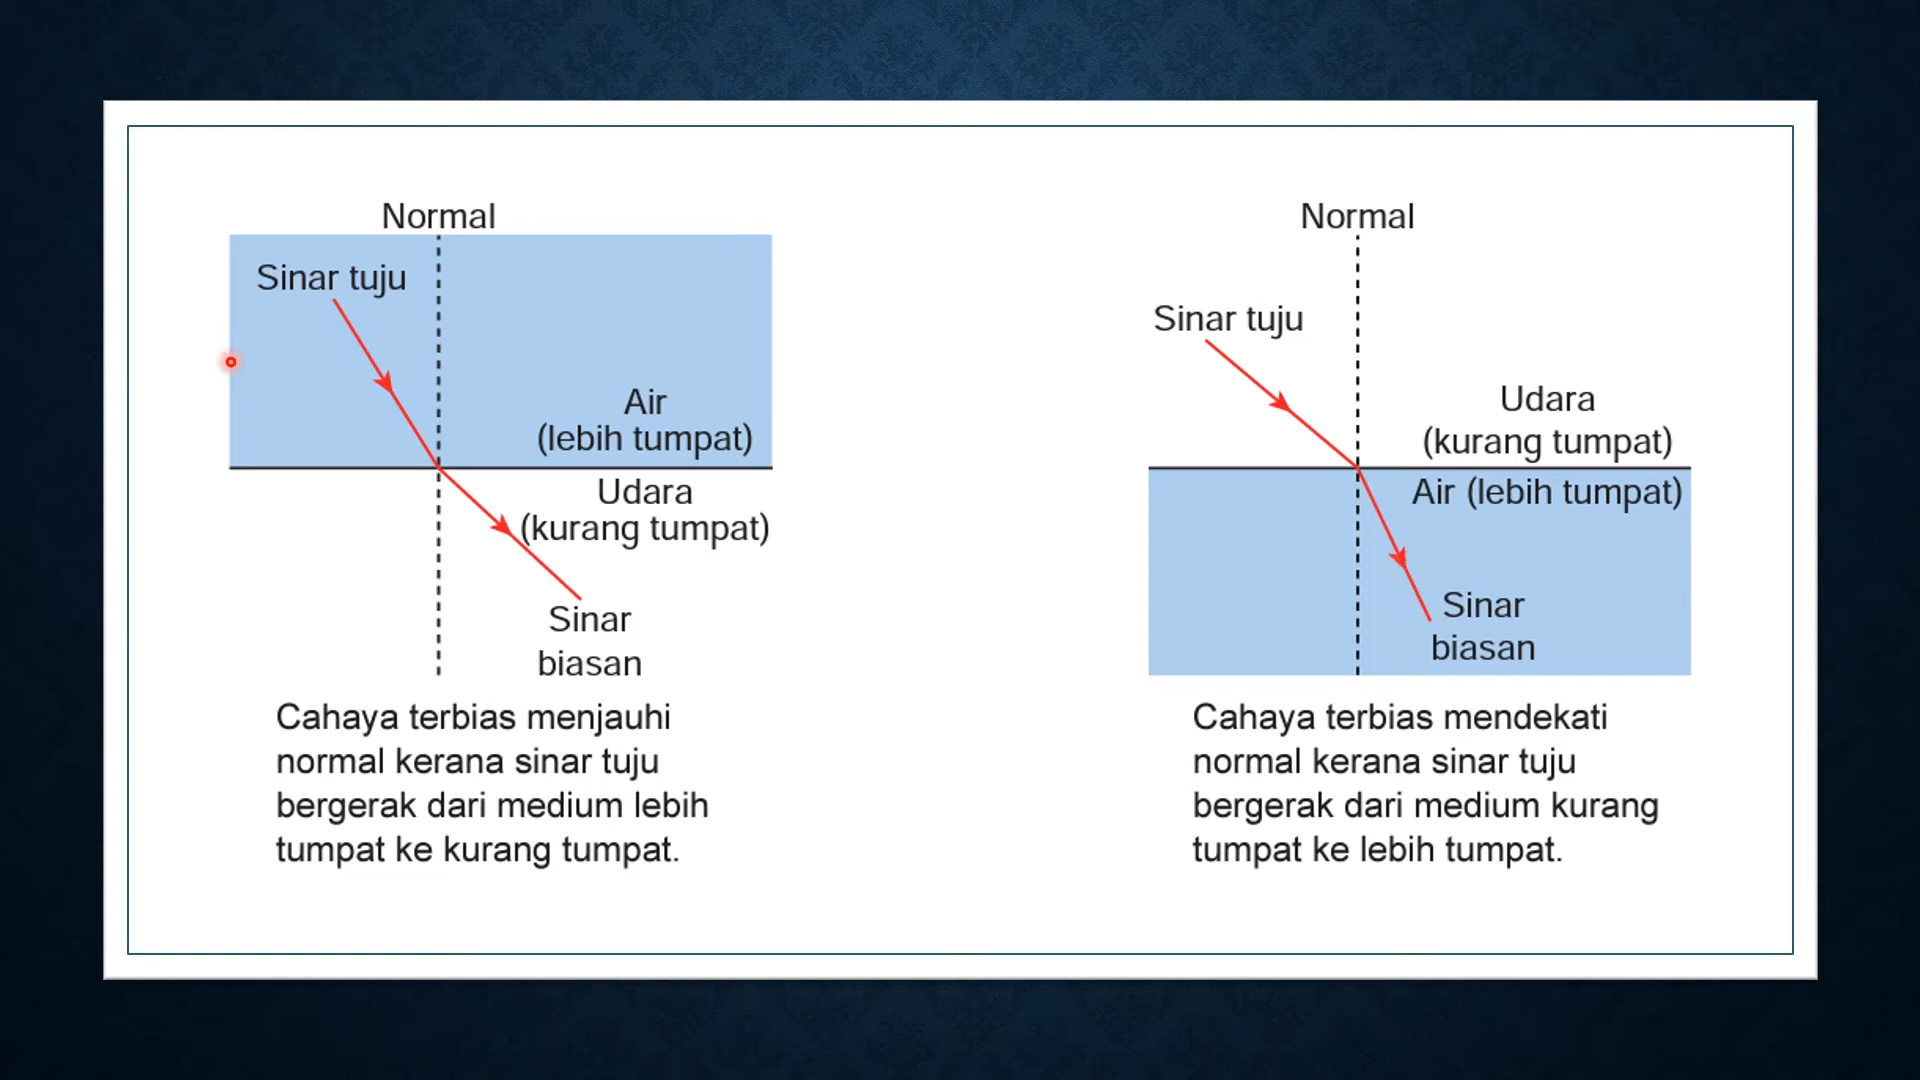 Normal
Sinar tuju
Air
(lebih tumpat)
Udara
(kurang tumpat)
Sinar
biasan
Cahaya terbias menjauhi
normal kerana sinar tuju
bergerak dari medium lebih
tumpat ke kurang tumpat.
Normal
Sinar tuju
Udara
(kurang tumpat)
Air (lebih tumpat)
Sinar
biasan
Cahaya terbias mendekati
normal kerana sinar tuju
bergerak dari medium kurang
tumpat ke lebih tumpat.